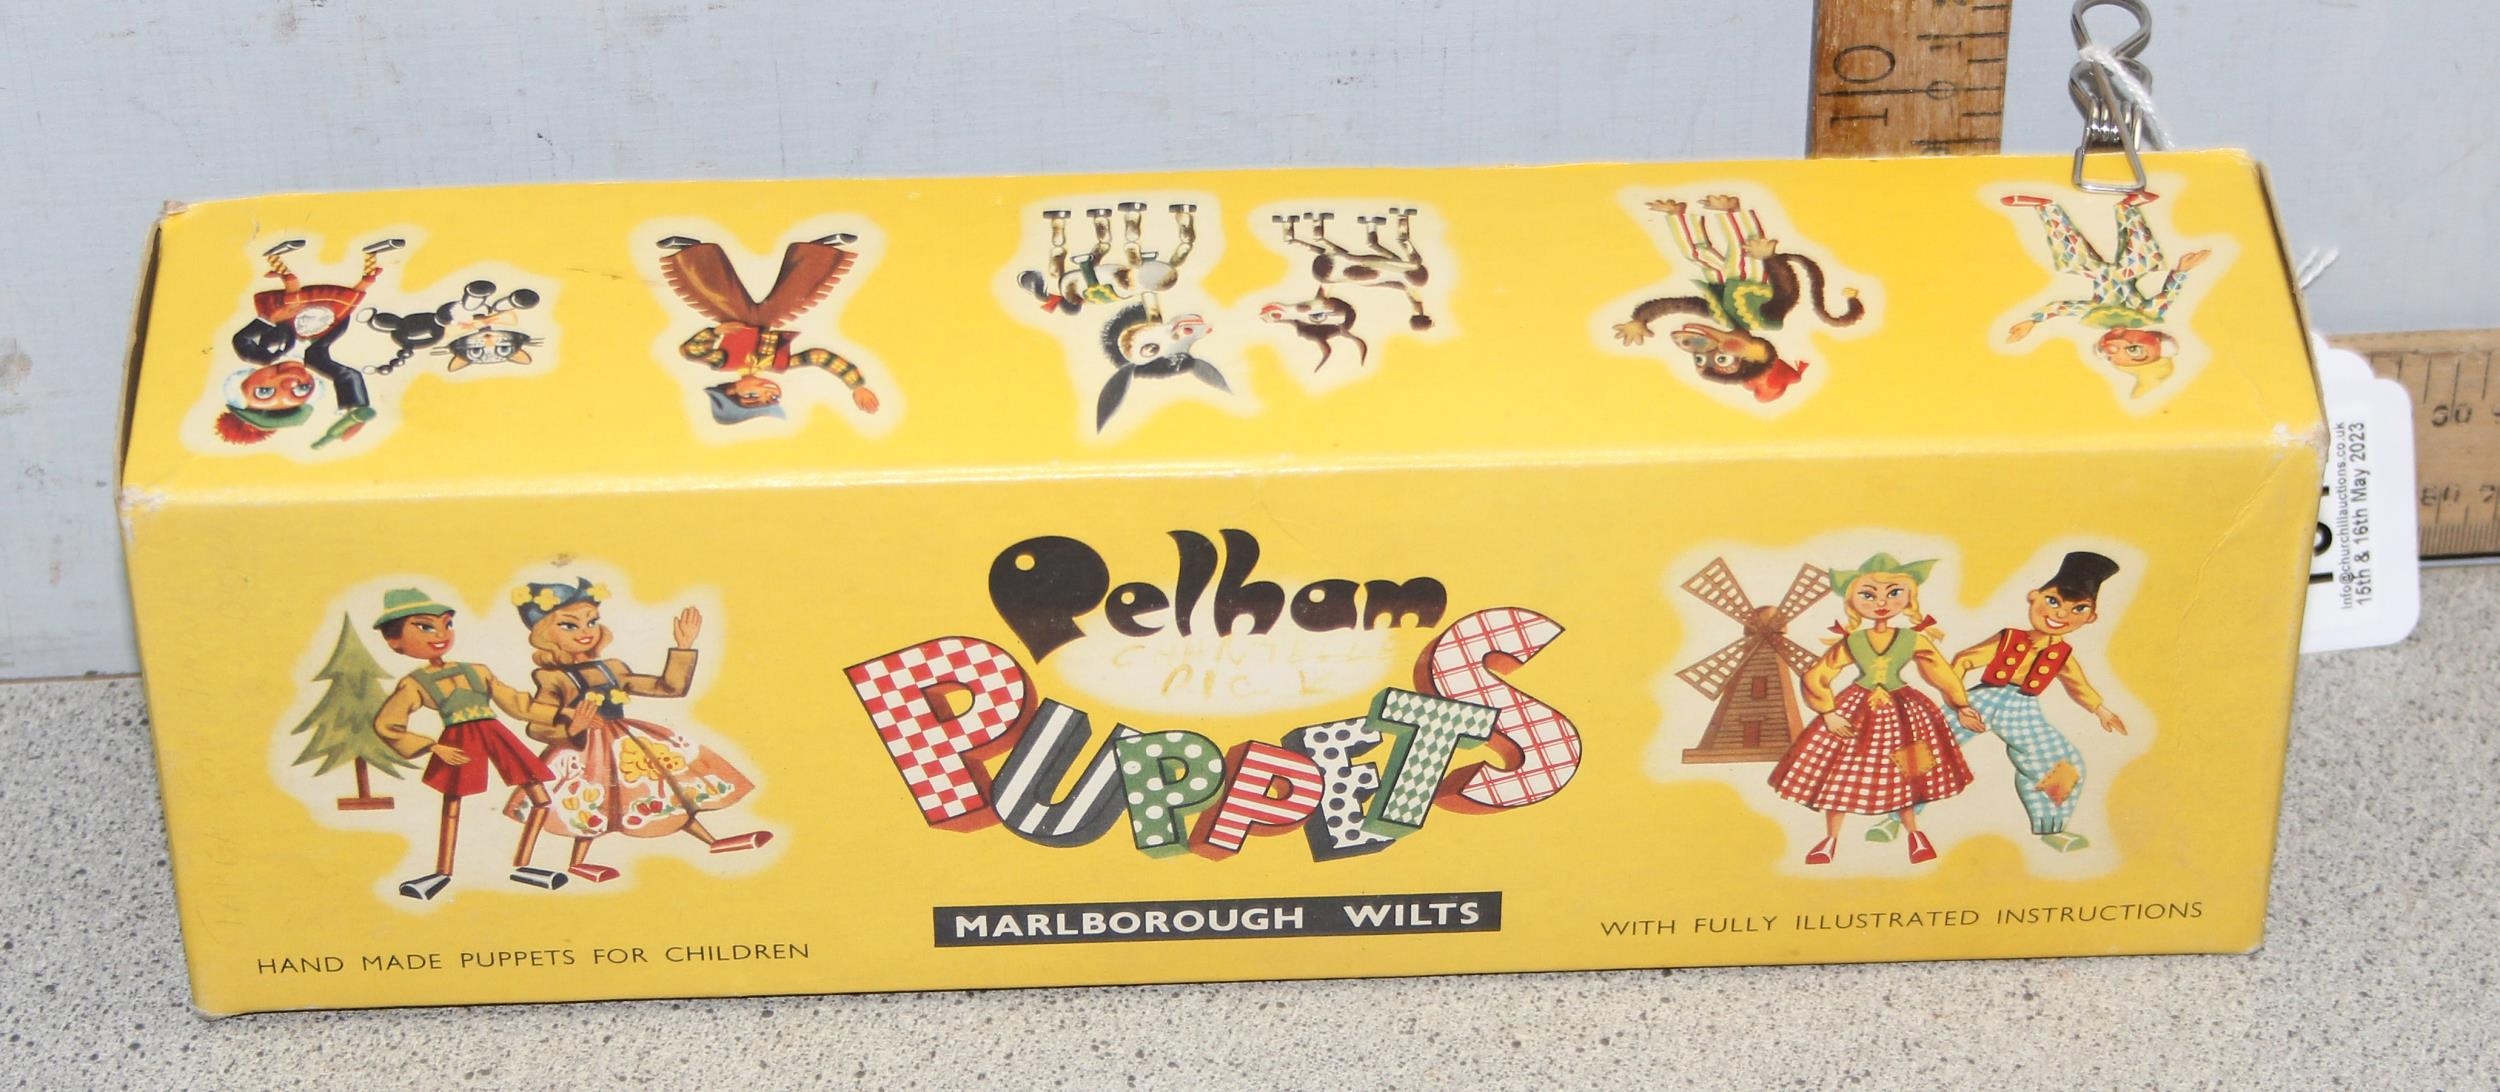 10
Pelham
PUPPETS
MARLBOROUGH WILTS
HAND MADE PUPPETS FOR CHILDREN
WITH FULLY ILLUSTRATED INSTRUCTIONS
info@churchillauctions.co.uk
15th & 16th May 2023